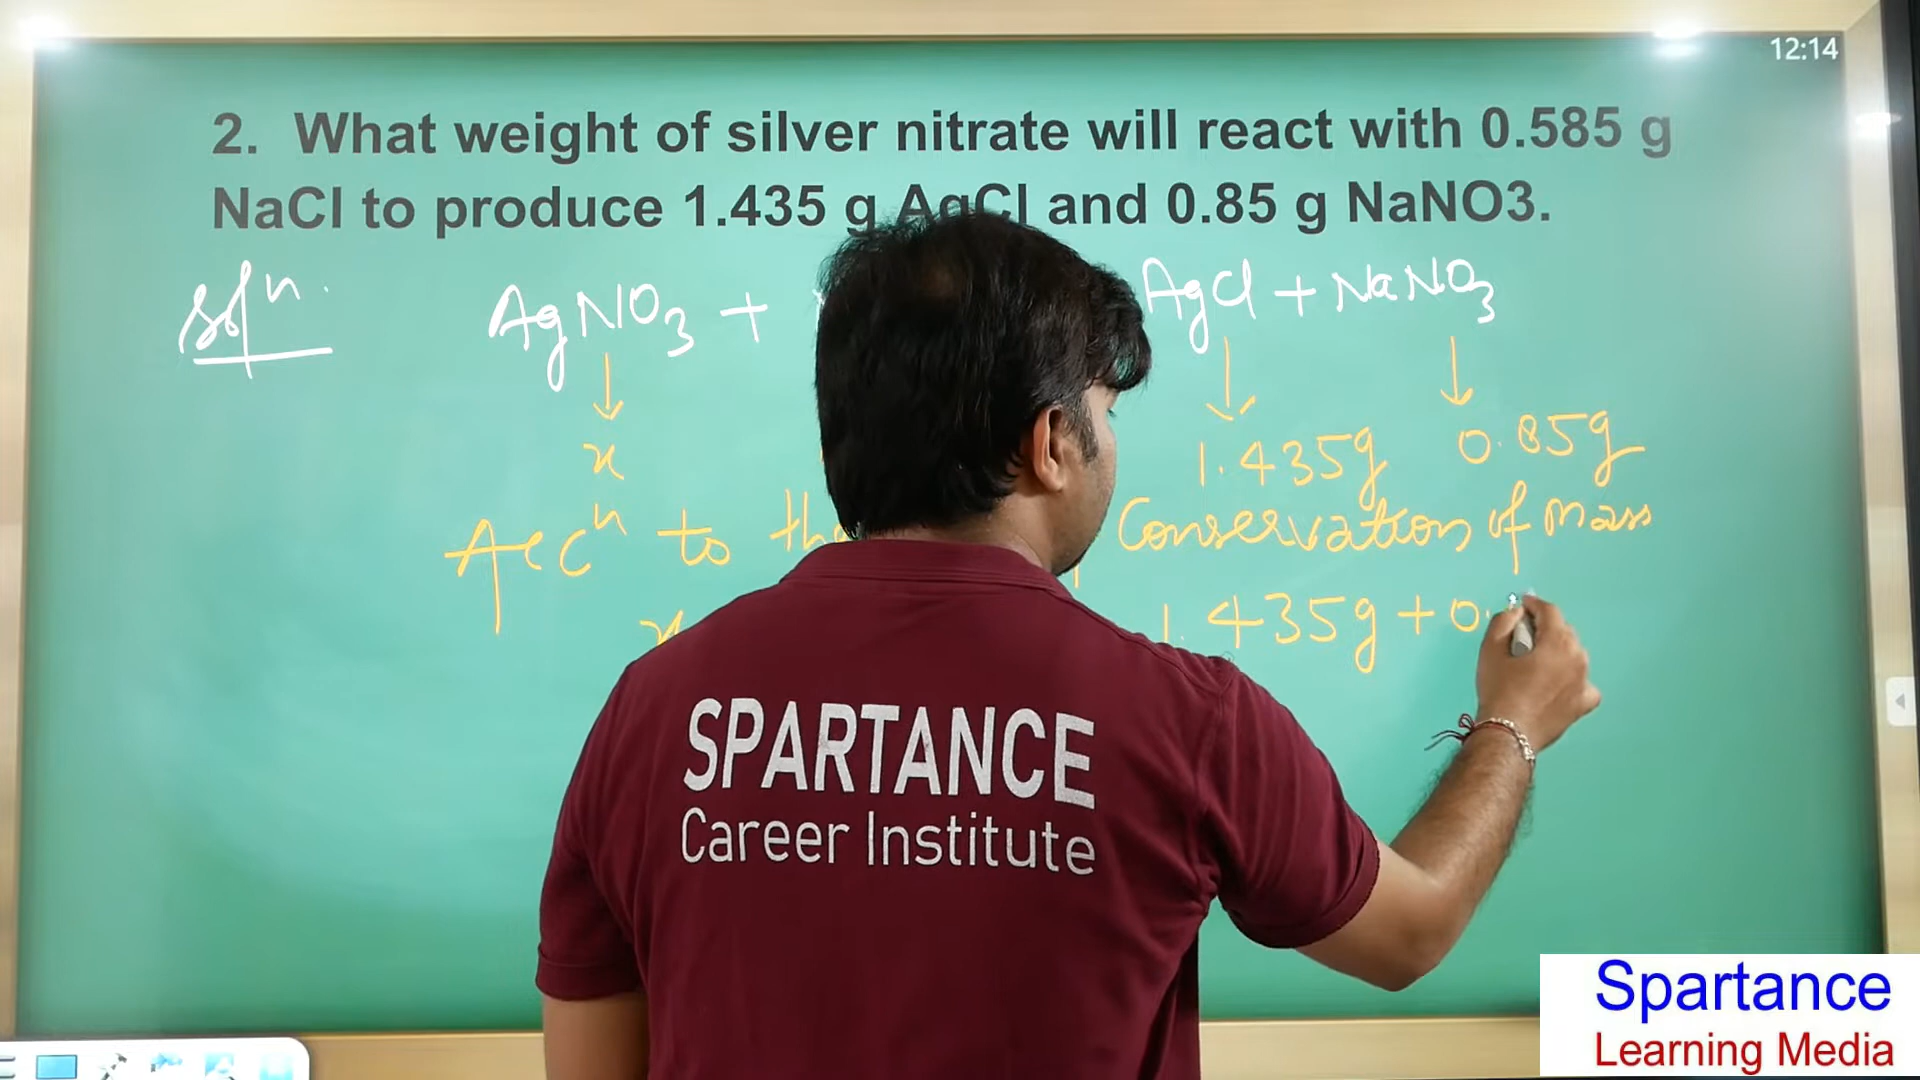 12:14
2. What weight of silver nitrate will react with 0.585 g
NaCl to produce 1.435 g AgCl and 0.85 g NaNO3.
Solⁿ.
AgNO₃ + AgCl + NaNO₃
↓ ↓ ↓
x 1.435g 0.85g
Accⁿ to Conservation of mass
x 1.435g + 0.
SPARTANCE
Career Institute
Spartance
Learning Media